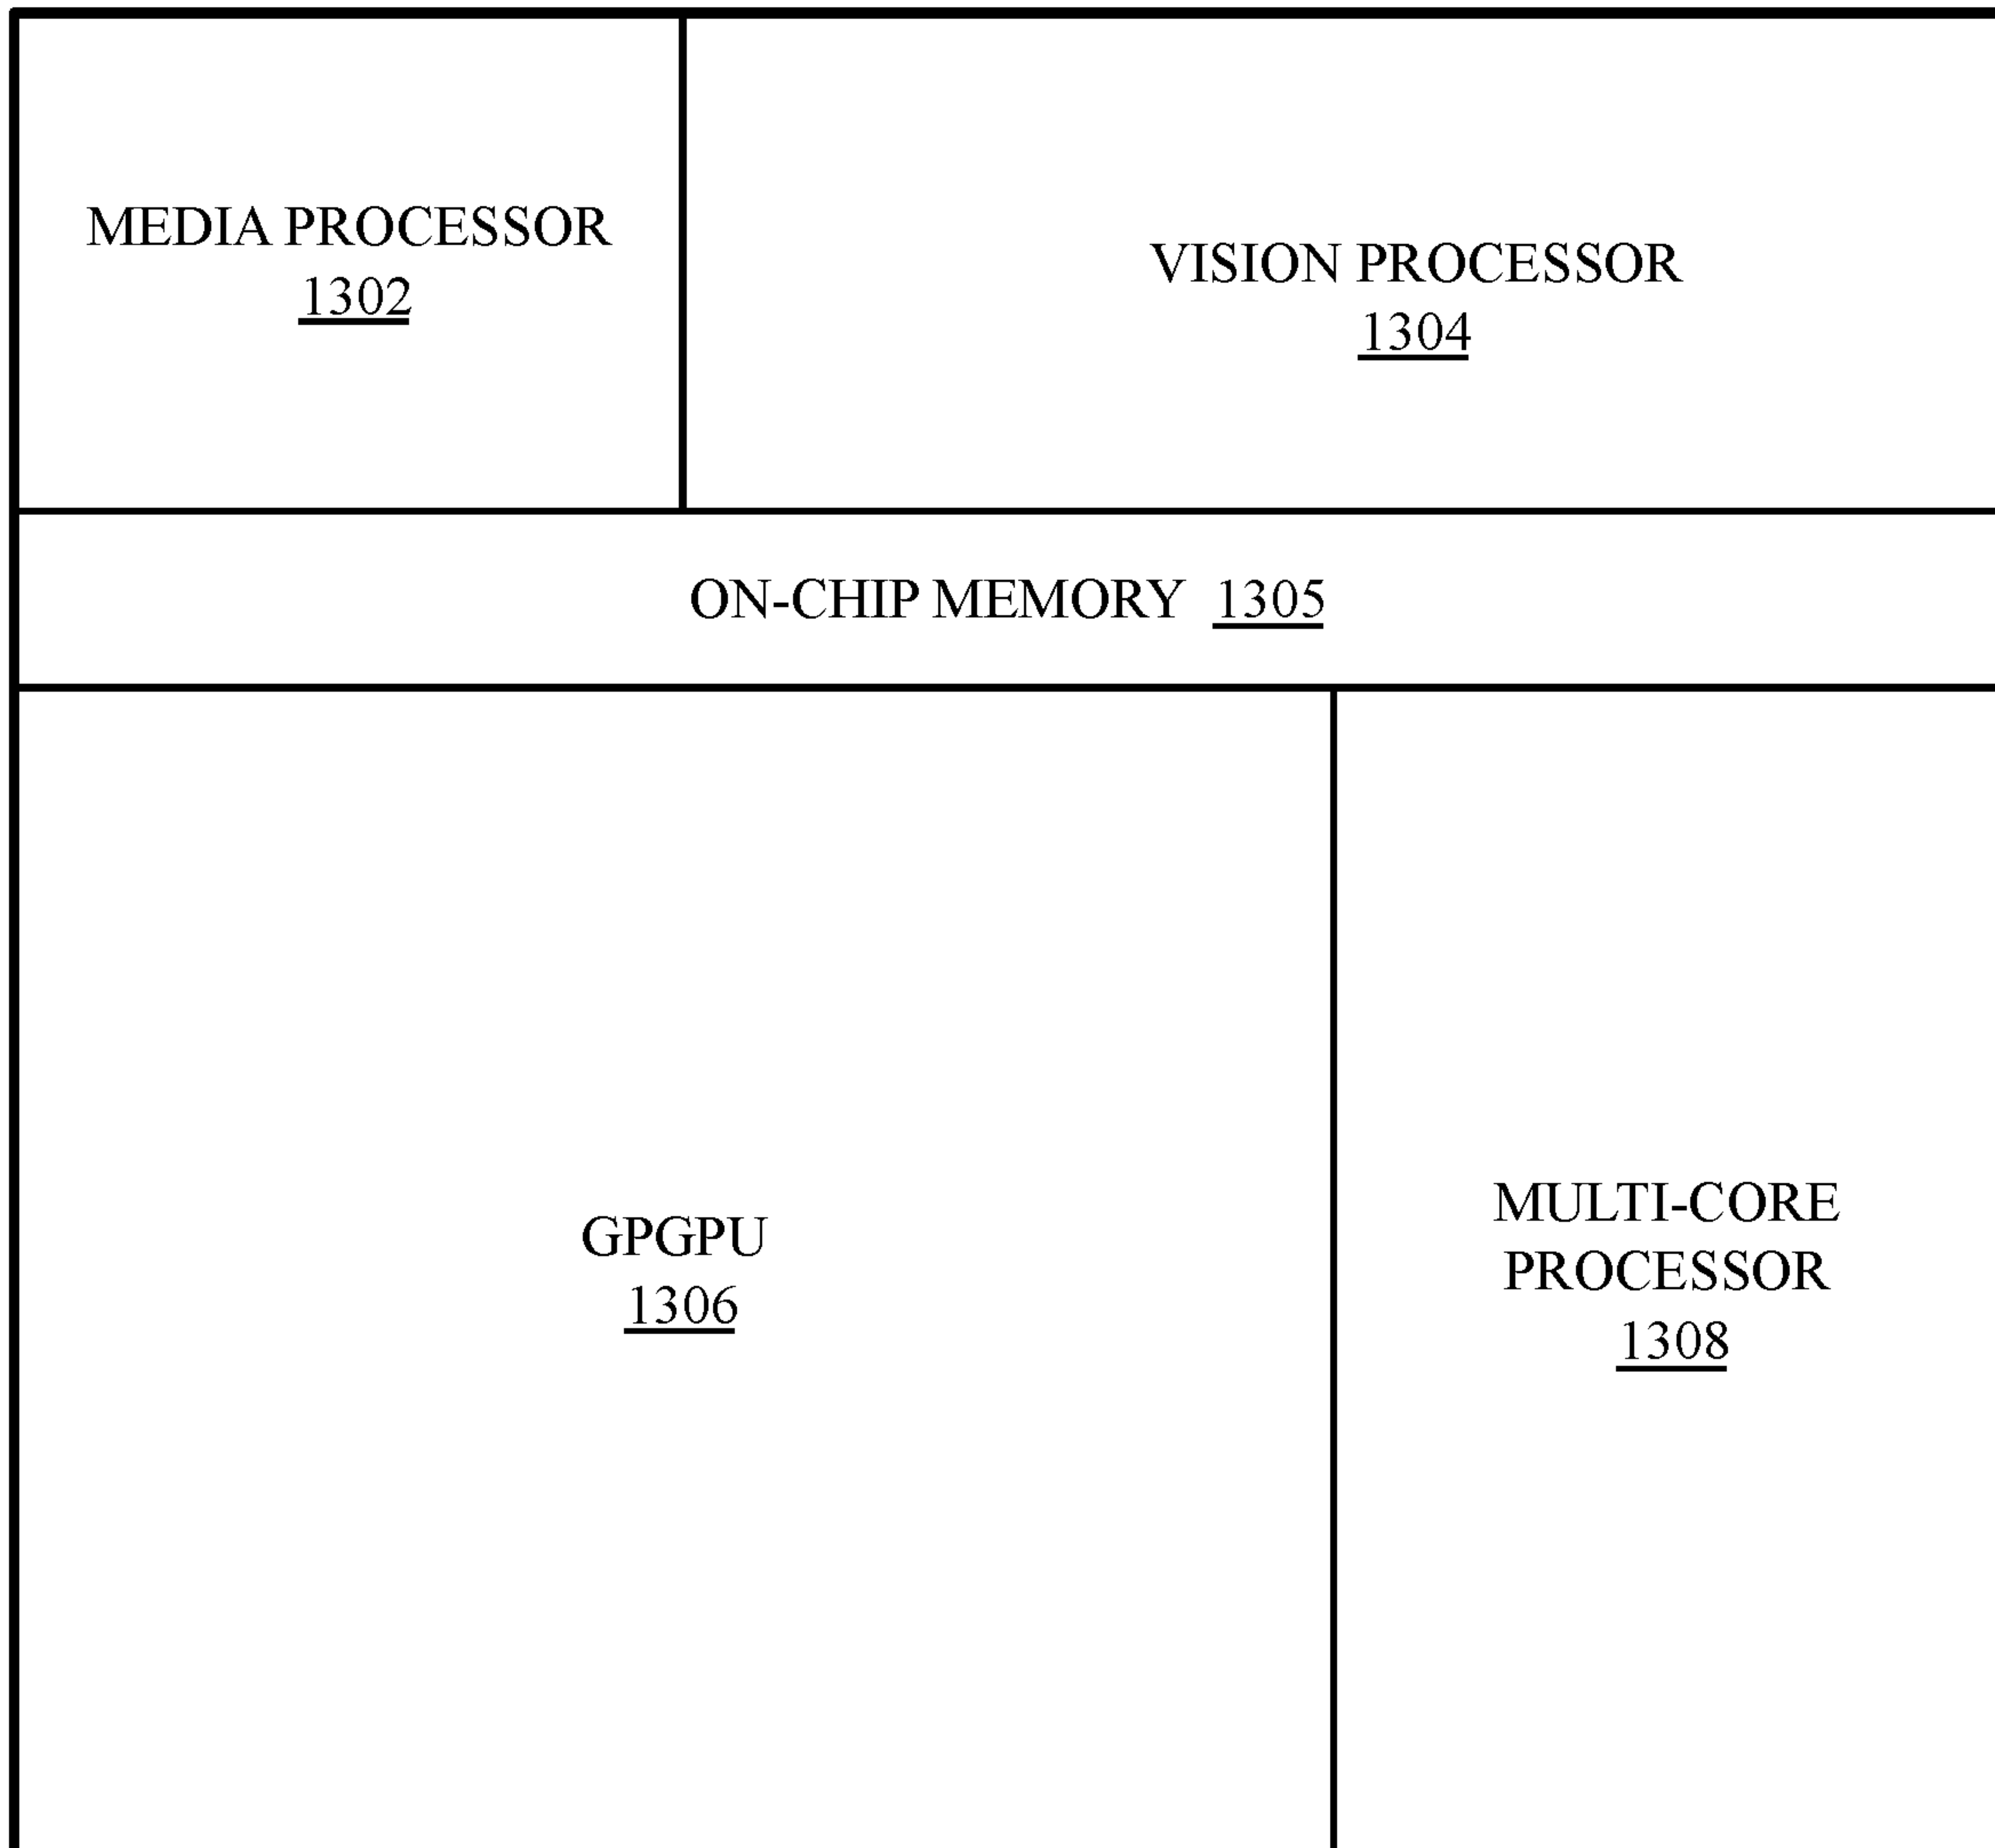 MEDIA PROCESSOR
1302
VISION PROCESSOR
1304
ON-CHIP MEMORY 1305
GPGPU
1306
MULTI-CORE
PROCESSOR
1308